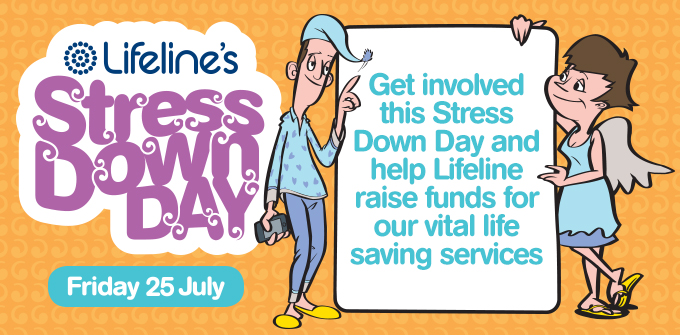 Lifeline's
Stress
Down
DAY
Friday 25 July
Get involved
this Stress
Down Day and
help Lifeline
raise funds for
our vital life
saving services